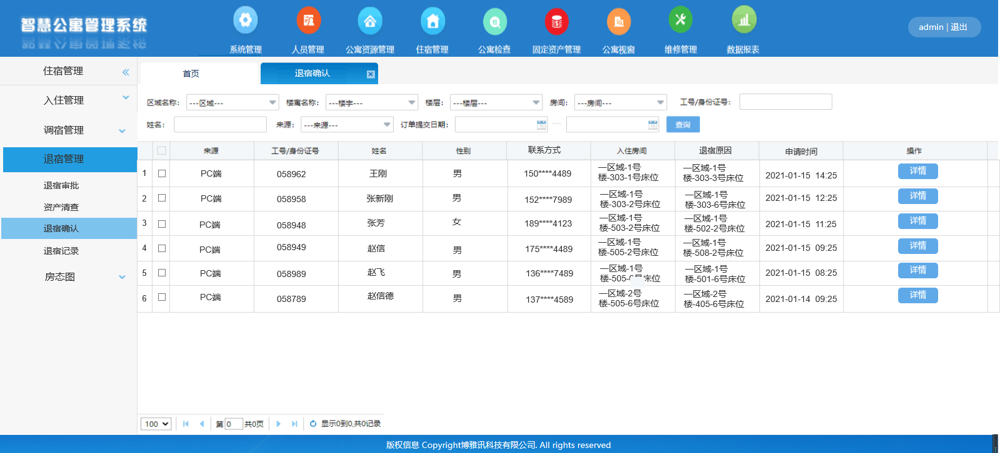 智慧公寓管理系统
系统管理 人员管理 公寓资源管理 住宿管理 公寓检查 固定资产管理 公寓视窗 维修管理 数据报表
admin | 退出
住宿管理
入住管理
调宿管理
退宿管理
退宿审批
资产清查
退宿确认
退宿记录
房态图
首页 退宿确认
区域名称: ---区域--- 楼寓名称: ---楼宇--- 楼层: ---楼层--- 房间: ---房间--- 工号/身份证号:
姓名: 来源: ---来源--- 订单提交日期: — 查询
来源 工号/身份证号 姓名 性别 联系方式 入住房间 退宿原因 申请时间 操作
1 PC端 058962 王刚 男 150****4489 一区域-1号楼-303-1号床位 一区域-1号楼-303-3号床位 2021-01-15 14:25 详情
2 PC端 058958 张新刚 男 152****7989 一区域-1号楼-303-2号床位 一区域-1号楼-303-6号床位 2021-01-15 12:25 详情
3 PC端 058948 张芳 女 189****4123 一区域-1号楼-503-2号床位 一区域-1号楼-502-2号床位 2021-01-15 11:25 详情
4 PC端 058949 赵信 男 175****4489 一区域-1号楼-505-2号床位 一区域-1号楼-508-2号床位 2021-01-15 09:25 详情
5 PC端 058989 赵飞 男 136****7489 一区域-1号楼-505-号床位 一区域-1号楼-501-6号床位 2021-01-15 08:25 详情
6 PC端 058789 赵信德 男 137****4589 一区域-2号楼-505-6号床位 一区域-2号楼-405-6号床位 2021-01-14 09:25 详情
100 第 0 共0页 显示0到0,共0记录
版权信息 Copyright博雅讯科技有限公司. All rights reserved